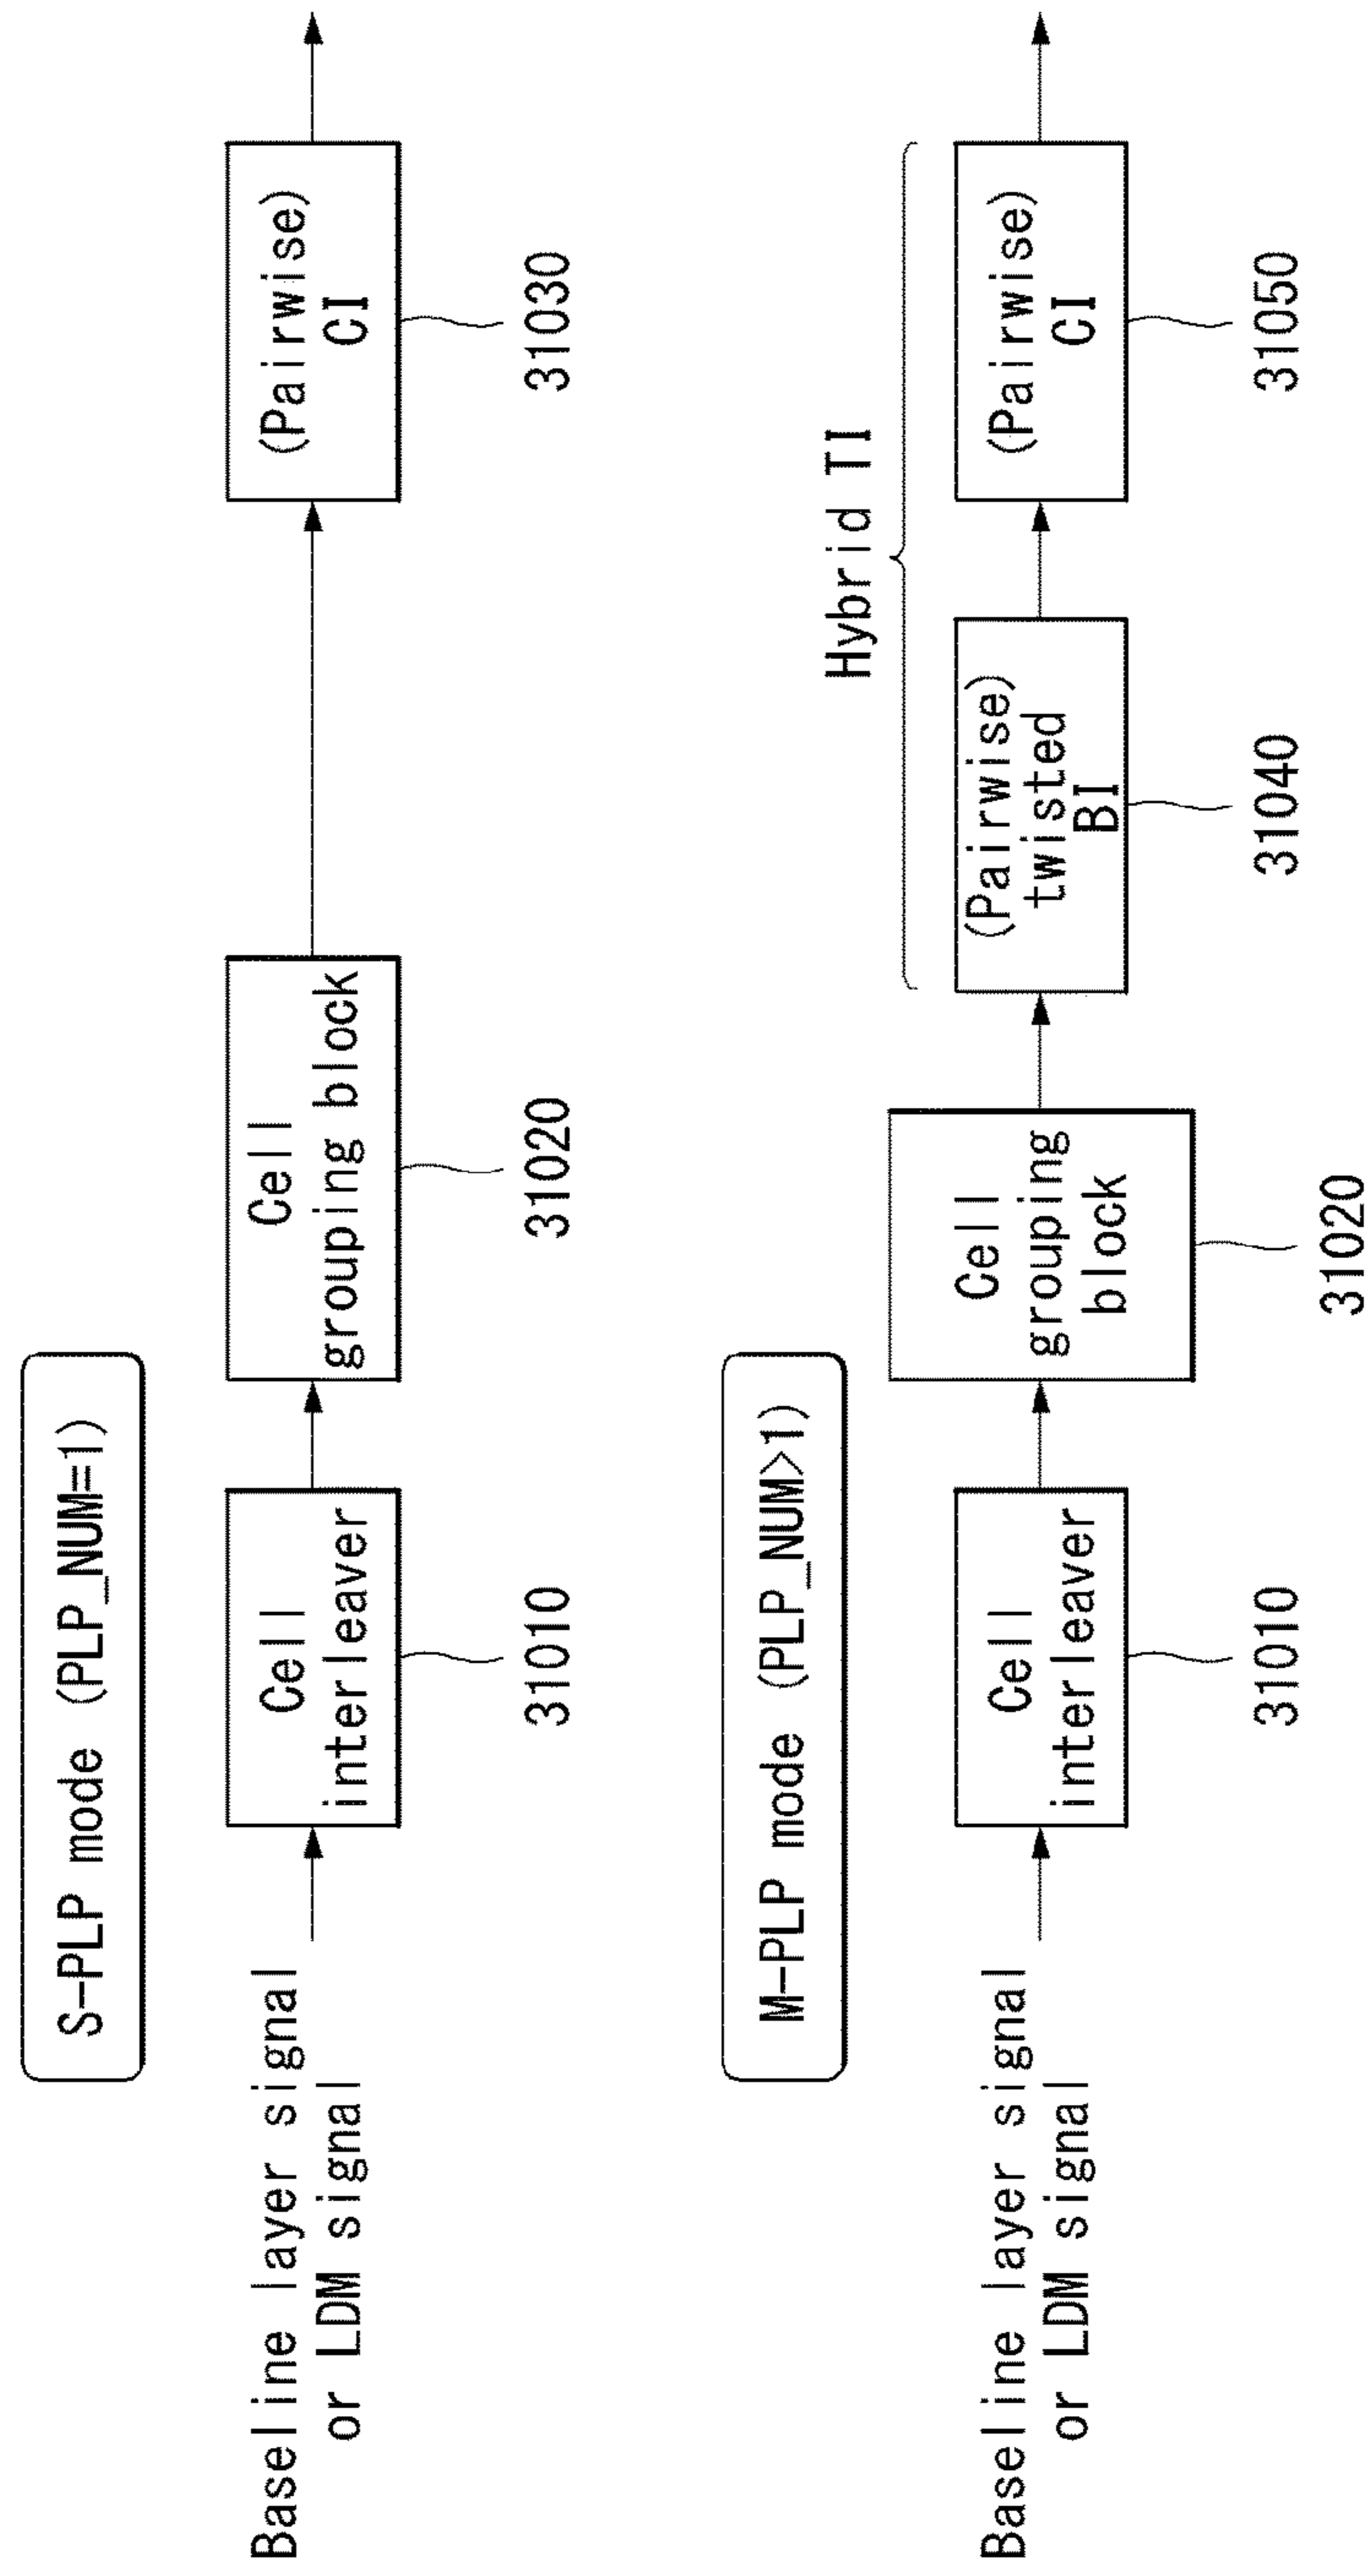 S-PLP mode (PLP_NUM=1)
Baseline layer signal
or LDM signal
Cell
interleaver
31010
Cell
grouping block
31020
(Pairwise)
CI
31030
M-PLP mode (PLP_NUM>1)
Baseline layer signal
or LDM signal
Cell
interleaver
31010
Cell
grouping
block
31020
Hybrid TI
(Pairwise)
twisted
BI
31040
(Pairwise)
CI
31050